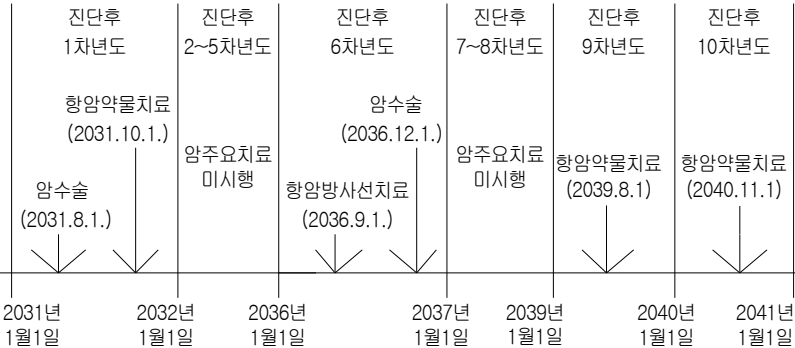 진단후
1차년도
진단후
2~5차년도
진단후
6차년도
진단후
7~8차년도
진단후
9차년도
진단후
10차년도
항암약물치료
(2031.10.1.)
암수술
(2031.8.1.)
암주요치료
미시행
암수술
(2036.12.1.)
항암방사선치료
(2036.9.1.)
암주요치료
미시행
항암약물치료
(2039.8.1)
항암약물치료
(2040.11.1)
2031년
1월1일
2032년
1월1일
2036년
1월1일
2037년
1월1일
2039년
1월1일
2040년
1월1일
2041년
1월1일